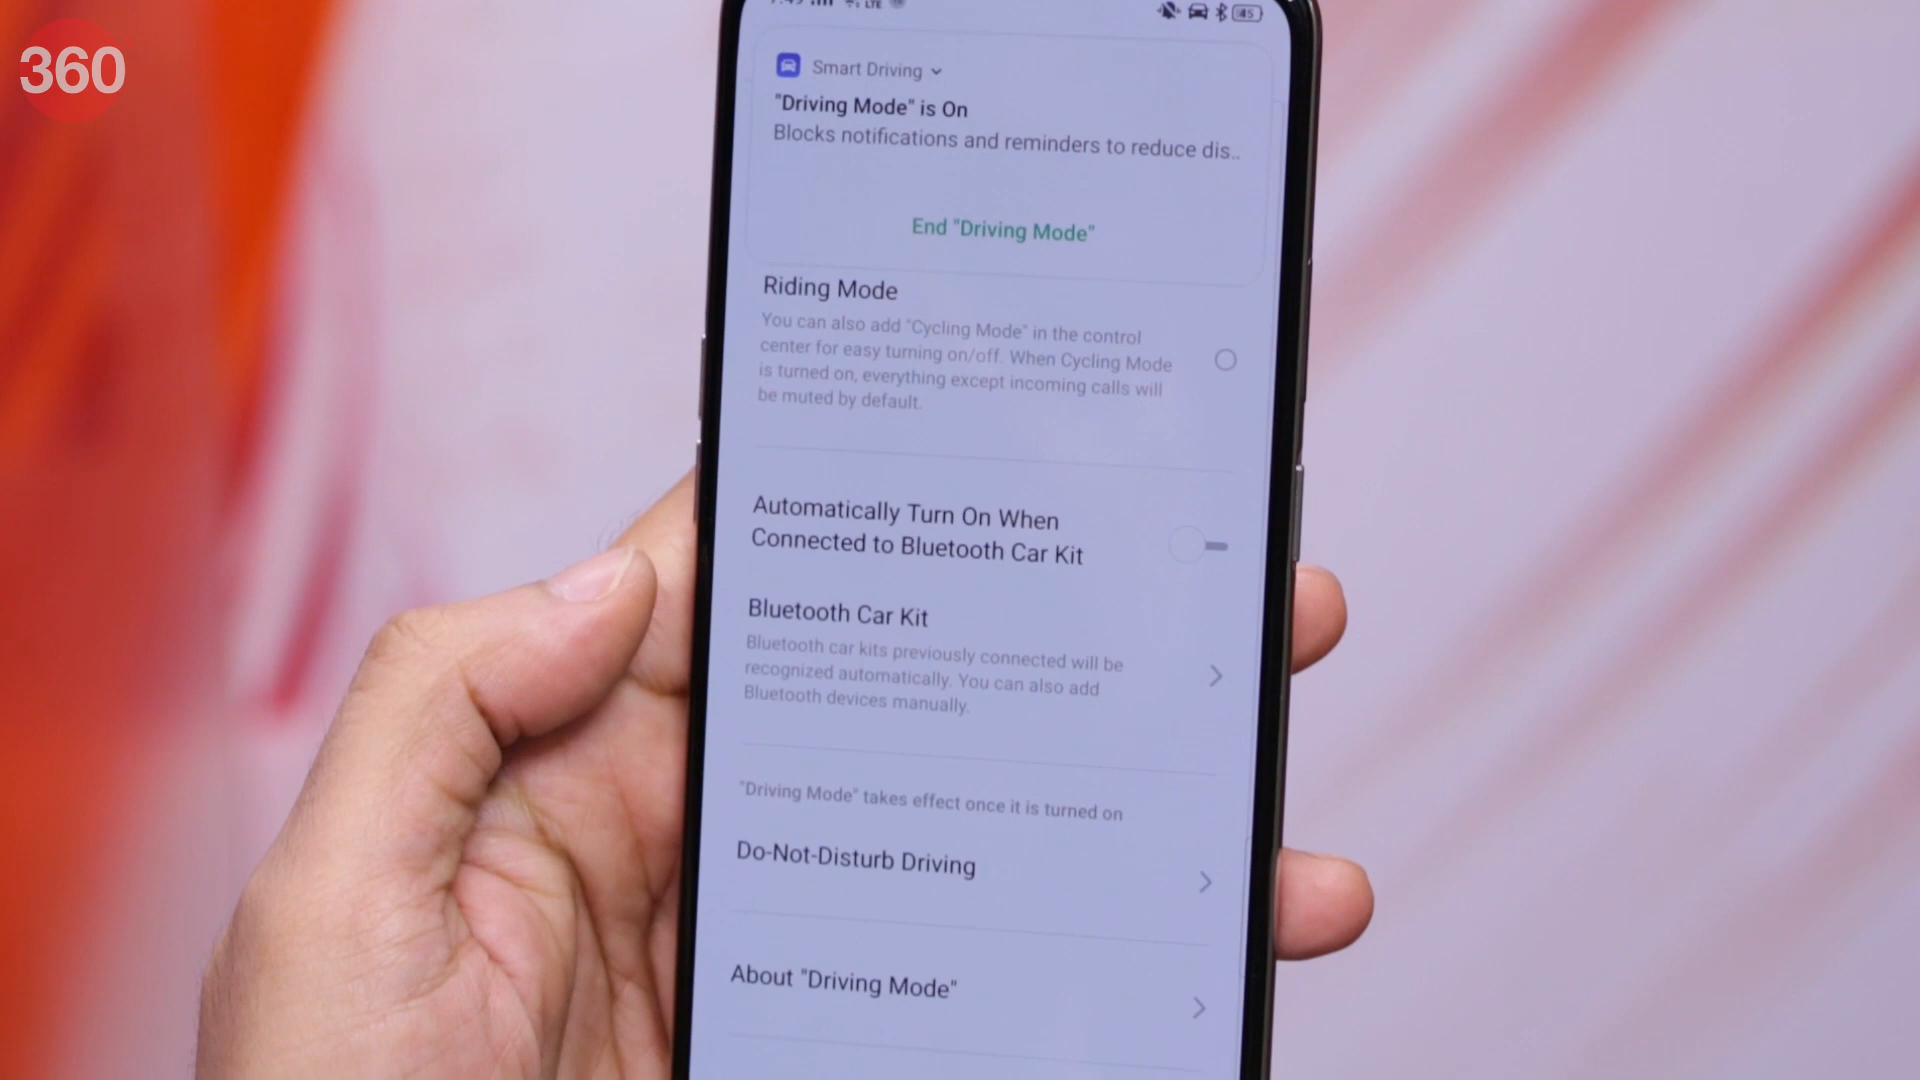 360
LTE
45
Smart Driving
"Driving Mode" is On
Blocks notifications and reminders to reduce dis..
End "Driving Mode"
Riding Mode
You can also add "Cycling Mode" in the control
center for easy turning on/off. When Cycling Mode
is turned on, everything except incoming calls will
be muted by default.
Automatically Turn On When
Connected to Bluetooth Car Kit
Bluetooth Car Kit
Bluetooth car kits previously connected will be
recognized automatically. You can also add
Bluetooth devices manually.
"Driving Mode" takes effect once it is turned on
Do-Not-Disturb Driving
About "Driving Mode"